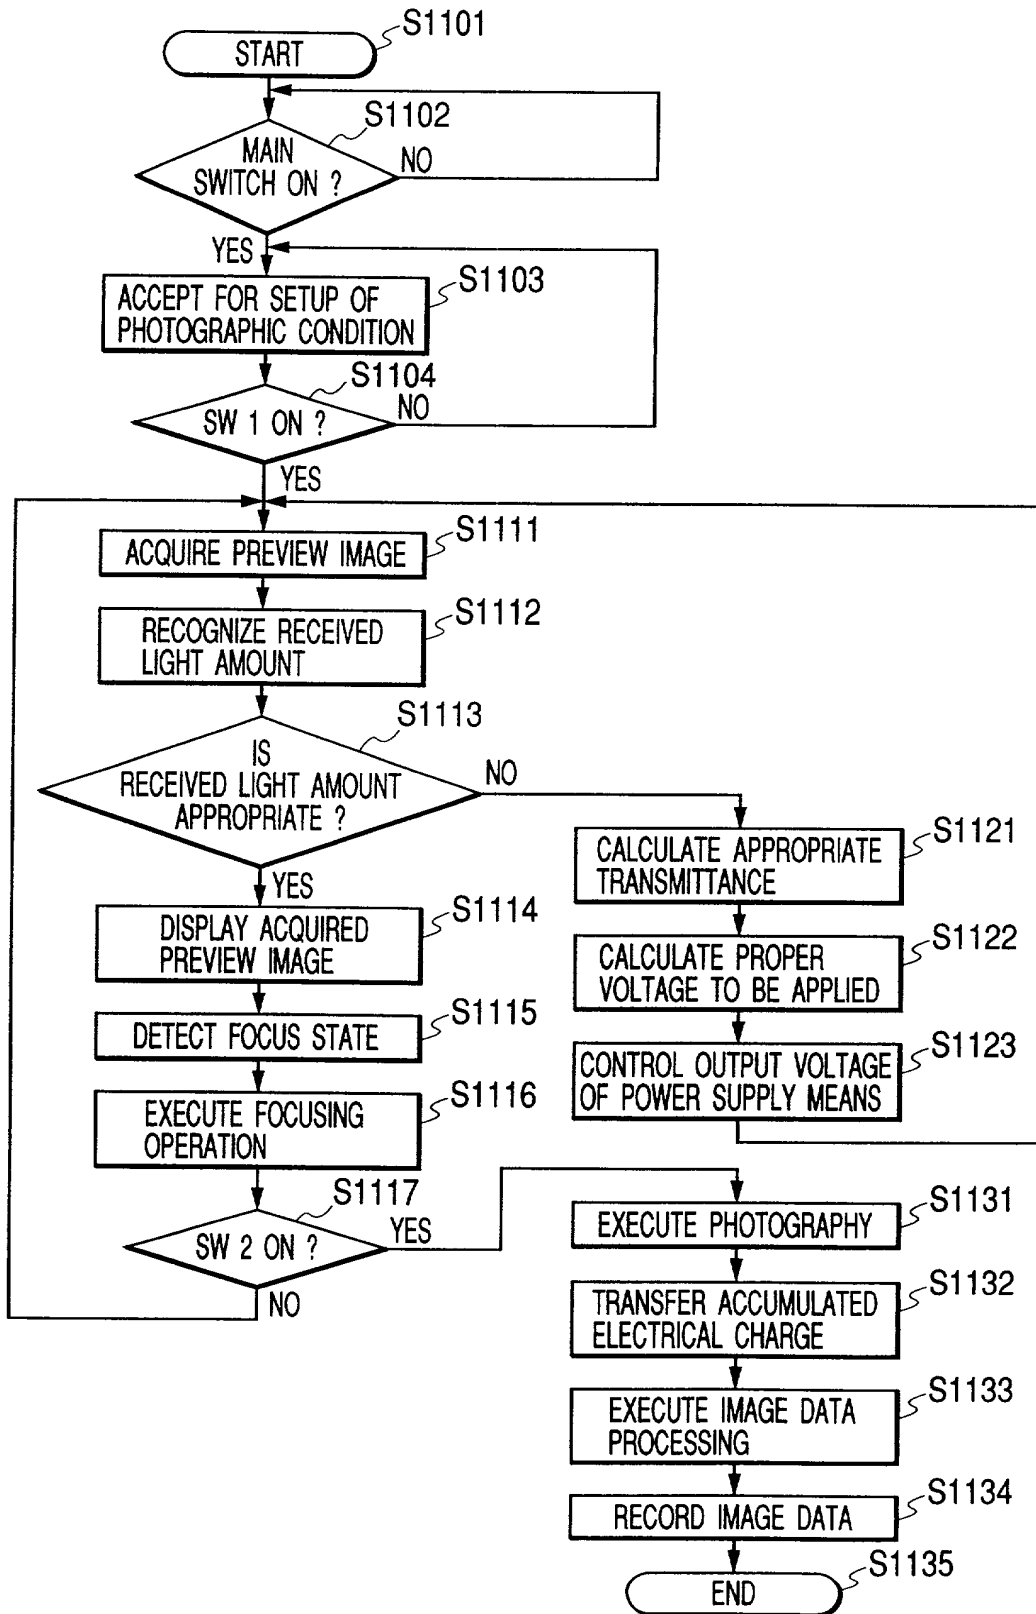 S1101
START
S1102
MAIN
SWITCH ON ?
NO
YES
S1103
ACCEPT FOR SETUP OF
PHOTOGRAPHIC CONDITION
S1104
SW 1 ON ?
NO
YES
S1111
ACQUIRE PREVIEW IMAGE
S1112
RECOGNIZE RECEIVED
LIGHT AMOUNT
S1113
IS
RECEIVED LIGHT AMOUNT
APPROPRIATE ?
NO
YES
S1121
CALCULATE APPROPRIATE
TRANSMITTANCE
S1122
CALCULATE PROPER
VOLTAGE TO BE APPLIED
S1123
CONTROL OUTPUT VOLTAGE
OF POWER SUPPLY MEANS
S1114
DISPLAY ACQUIRED
PREVIEW IMAGE
S1115
DETECT FOCUS STATE
S1116
EXECUTE FOCUSING
OPERATION
S1117
SW 2 ON ?
YES
NO
S1131
EXECUTE PHOTOGRAPHY
S1132
TRANSFER ACCUMULATED
ELECTRICAL CHARGE
S1133
EXECUTE IMAGE DATA
PROCESSING
S1134
RECORD IMAGE DATA
S1135
END